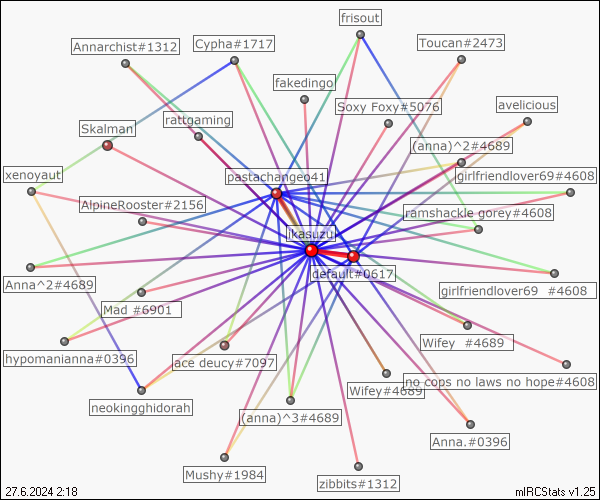 frisout
Annarchist#1312
Cypha#1717
Toucan#2473
fakedingo
Soxy Foxy#5076
avelicious
Skalman
rattgaming
(anna)^2#4689
xenoyaut
pastachangeo41
girlfriendlover69#4608
AlpineRooster#2156
ramshackle gorey#4608
ikasuzu
default#0617
Anna^2#4689
girlfriendlover69 #4608
Mad #6901
Wifey #4689
hypomanianna#0396
ace deucy#7097
no cops no laws no hope#4608
Wifey#4689
neokingghidorah
(anna)^3#4689
Anna.#0396
Mushy#1984
zibbits#1312
27.6.2024 2:18
mIRCStats v1.25